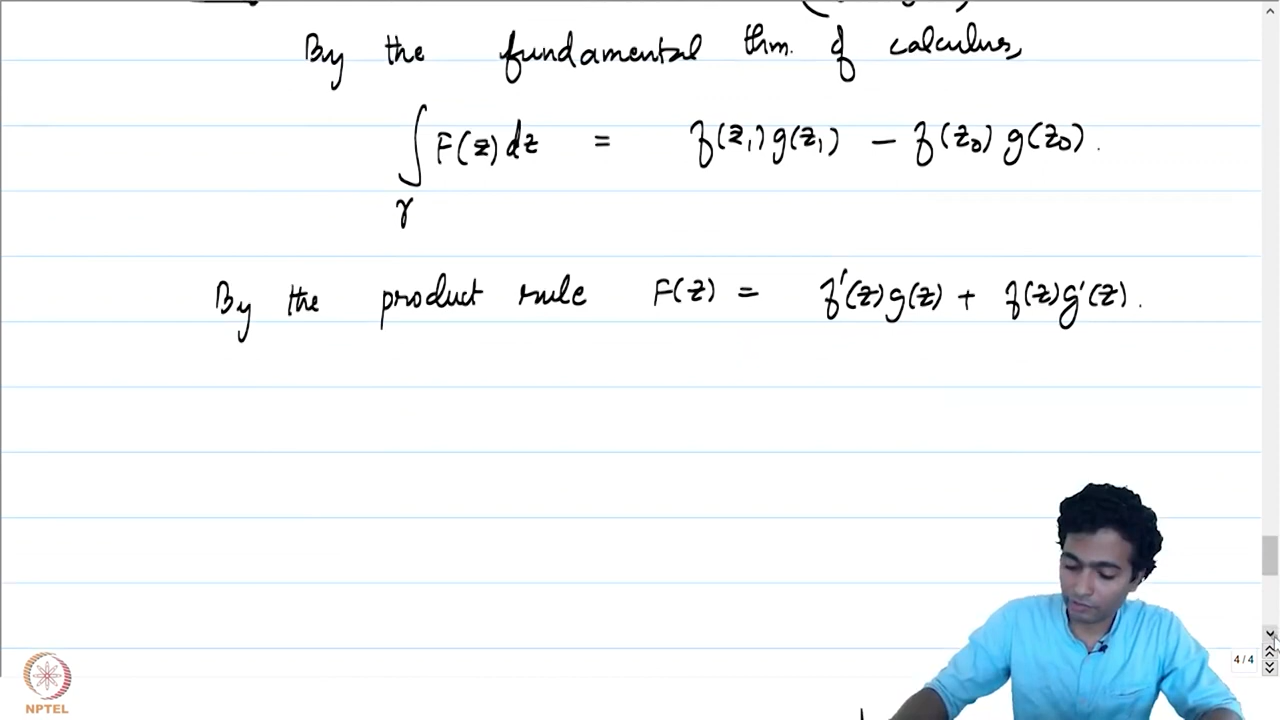 By the fundamental thm. of calculus,
∫_γ F(z) dz = f(z₁)g(z₁) − f(z₀)g(z₀).
By the product rule F(z) = f'(z)g(z) + f(z)g'(z).
4 / 4
NPTEL